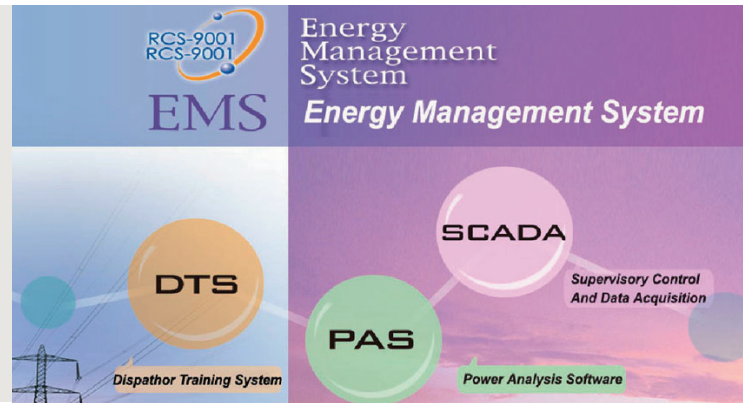 RCS-9001
RCS-9001
EMS
Energy
Management
System
Energy Management System
SCADA
Supervisory Control
And Data Acquisition
DTS
Dispathor Training System
PAS
Power Analysis Software